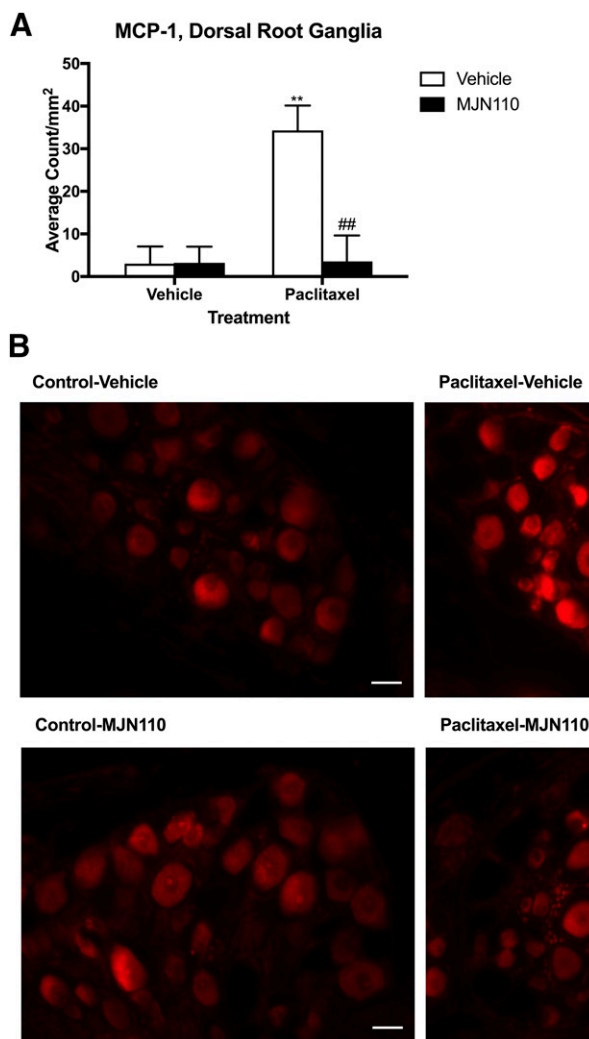 A
MCP-1, Dorsal Root Ganglia
50
40
30
20
10
0
Average Count/mm2
**
##
Vehicle
MJN110
Vehicle
Paclitaxel
Treatment
B
Control-Vehicle
Paclitaxel-Vehicle
Control-MJN110
Paclitaxel-MJN110